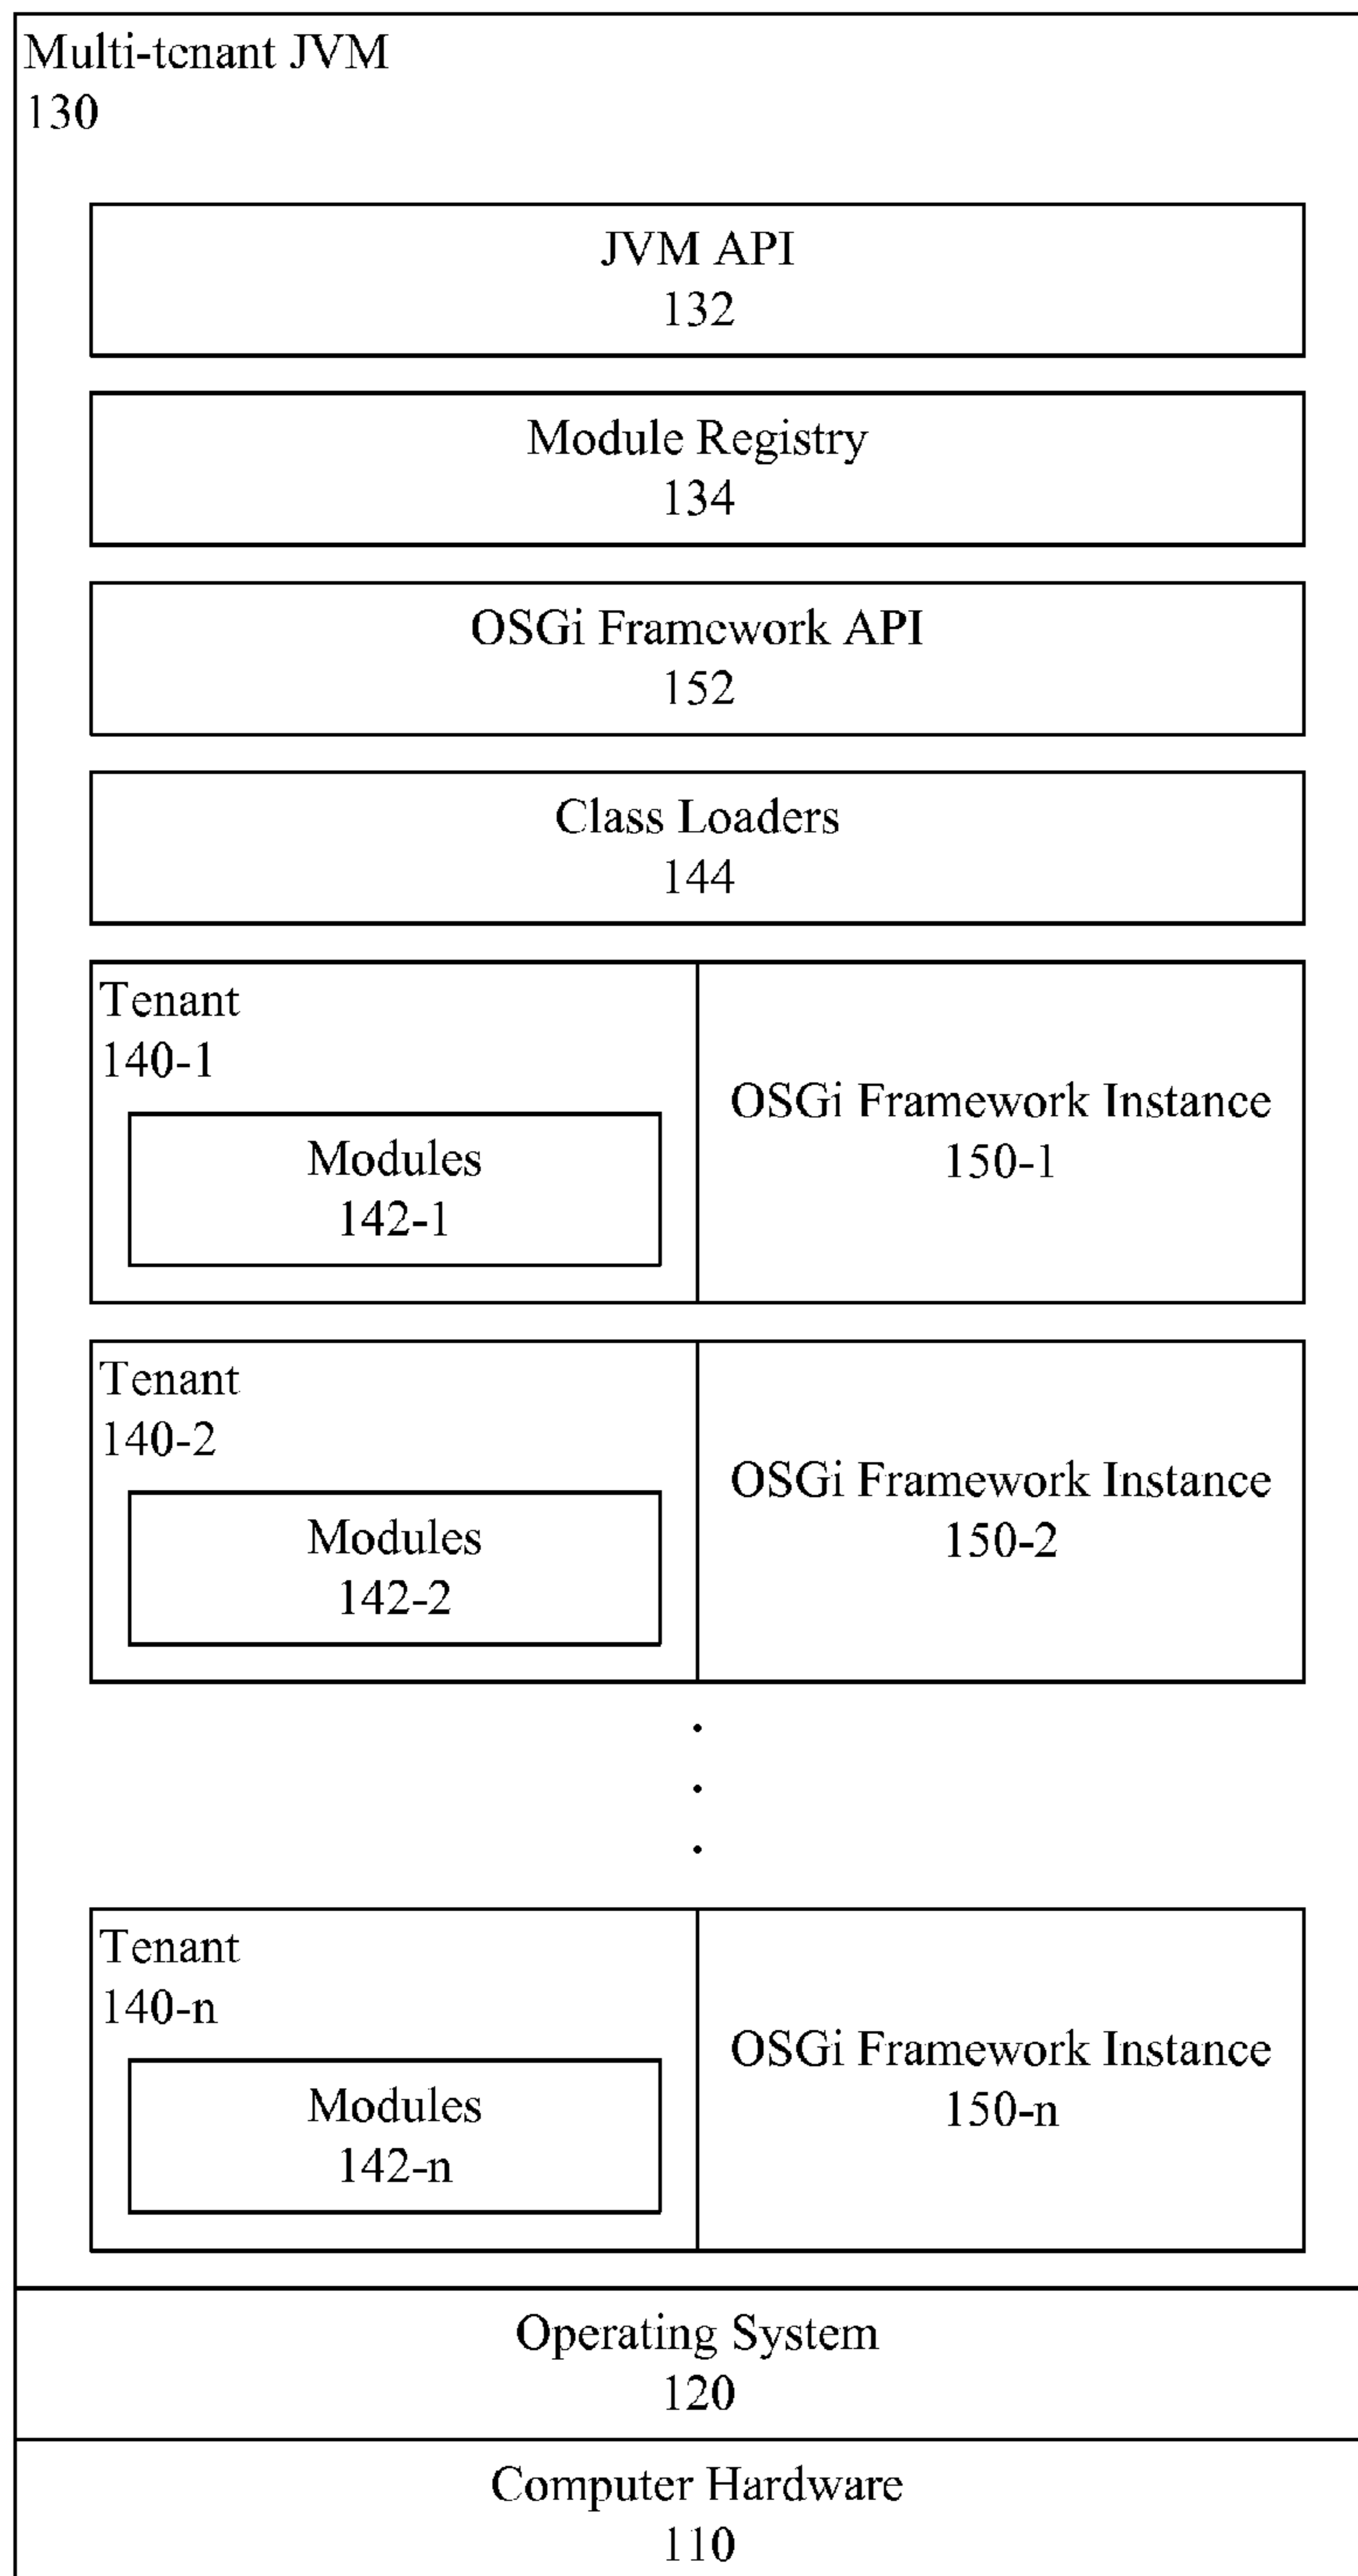 Multi-tenant JVM
130
JVM API
132
Module Registry
134
OSGi Framework API
152
Class Loaders
144
Tenant
140-1
Modules
142-1
OSGi Framework Instance
150-1
Tenant
140-2
Modules
142-2
OSGi Framework Instance
150-2
Tenant
140-n
Modules
142-n
OSGi Framework Instance
150-n
Operating System
120
Computer Hardware
110